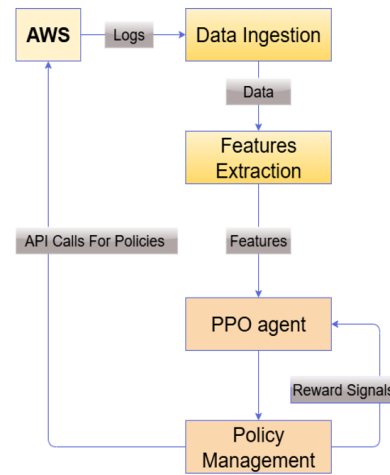 AWS
Logs
Data Ingestion
Data
Features
Extraction
API Calls For Policies
Features
PPO agent
Reward Signals
Policy
Management